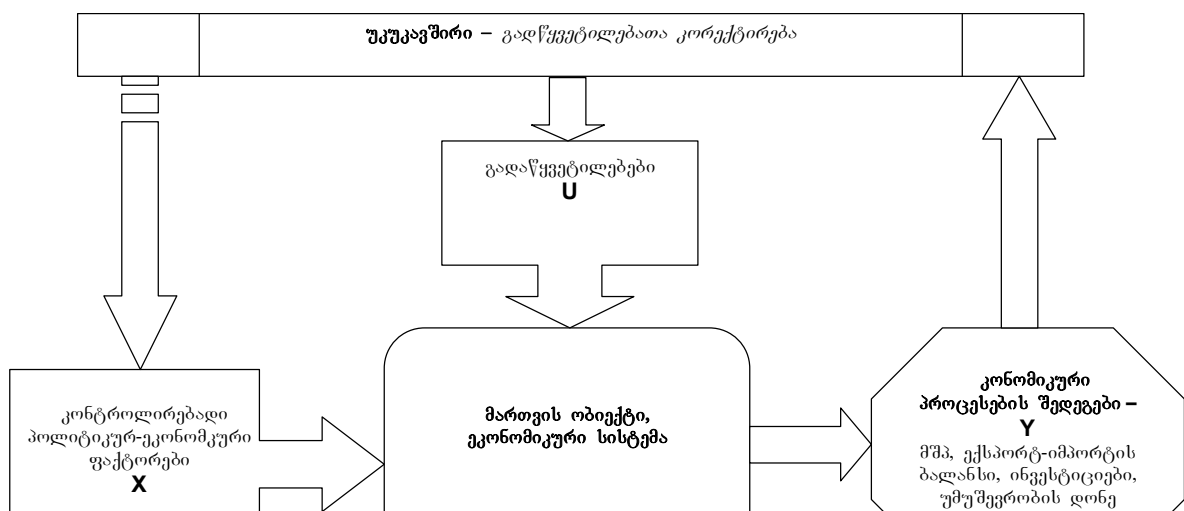 უკუკავშირი – გადწყვეტილებათა კორექტირება
გადაწყვეტილებები
U
კონტროლირებადი
პოლიტიკურ-ეკონომკური
ფაქტორები
X
მართვის ობიექტი,
ეკონომიკური სისტემა
კონომიკური
პროცესების შედეგები –
Y
მშპ, ექსპორტ-იმპორტის
ბალანსი, ინვესტიციები,
უმუშევრობის დონე